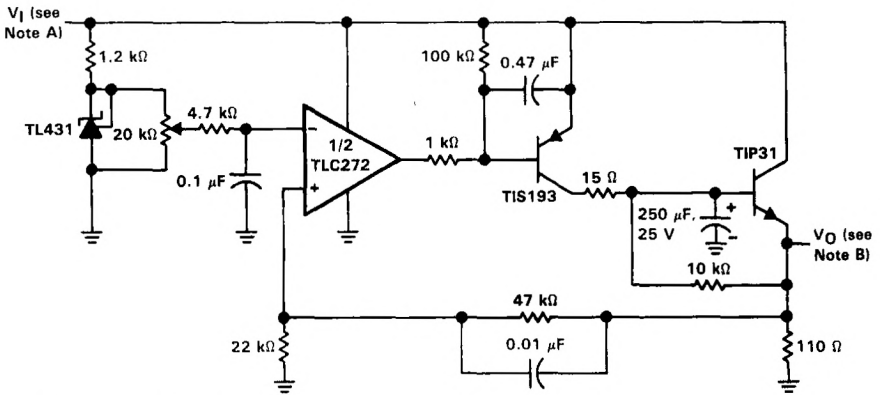 V_I (see
Note A)
1.2 kΩ
TL431
20 kΩ
4.7 kΩ
0.1 μF
−
1/2
TLC272
+
100 kΩ
0.47 μF
1 kΩ
TIS193
15 Ω
TIP31
250 μF,
25 V
+
−
V_O (see
Note B)
10 kΩ
47 kΩ
0.01 μF
22 kΩ
110 Ω